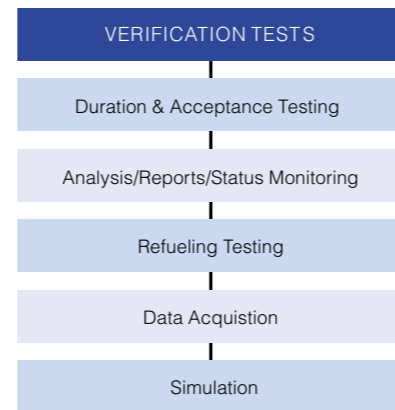 VERIFICATION TESTS
Duration & Acceptance Testing
Analysis/Reports/Status Monitoring
Refueling Testing
Data Acquistion
Simulation